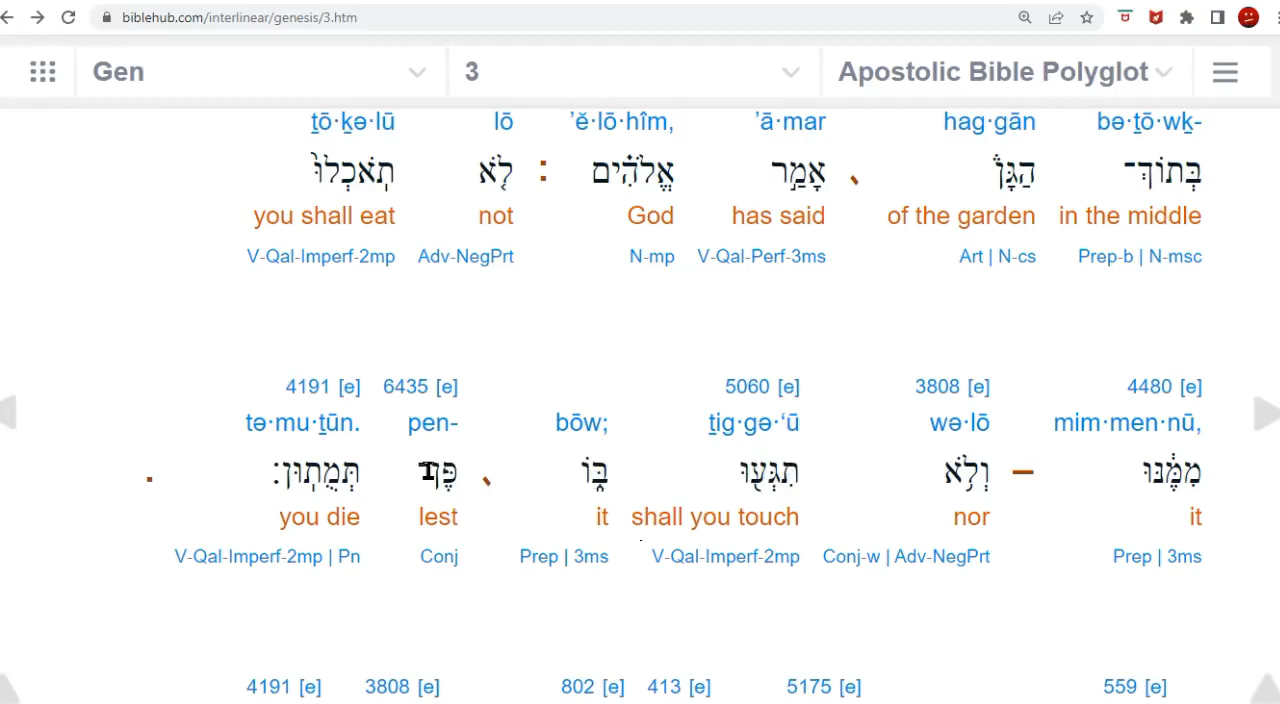 biblehub.com/interlinear/genesis/3.htm
Gen 3 Apostolic Bible Polyglot
ṯō·ḵə·lū lō ’ĕ·lō·hîm, ’ā·mar hag·gān bə·ṯō·wḵ-
בְּתוֹךְ־ הַגָּן֒ ، אָמַ֣ר אֱלֹהִ֗ים : לֹ֤א תֹֽאכְלוּ֙
you shall eat not God has said of the garden in the middle
V-Qal-Imperf-2mp Adv-NegPrt N-mp V-Qal-Perf-3ms Art | N-cs Prep-b | N-msc
4191 [e] 6435 [e] 5060 [e] 3808 [e] 4480 [e]
tə·mu·ṯūn. pen- bōw; ṯig·gə·‘ū wə·lō mim·men·nū,
מִמֶּ֔נּוּ – וְלֹ֥א תִגְּע֖וּ בּ֑וֹ ، תְּמֻתֽוּן׃ .
you die lest it shall you touch nor it
V-Qal-Imperf-2mp | Pn Conj Prep | 3ms V-Qal-Imperf-2mp Conj-w | Adv-NegPrt Prep | 3ms
4191 [e] 3808 [e] 802 [e] 413 [e] 5175 [e] 559 [e]